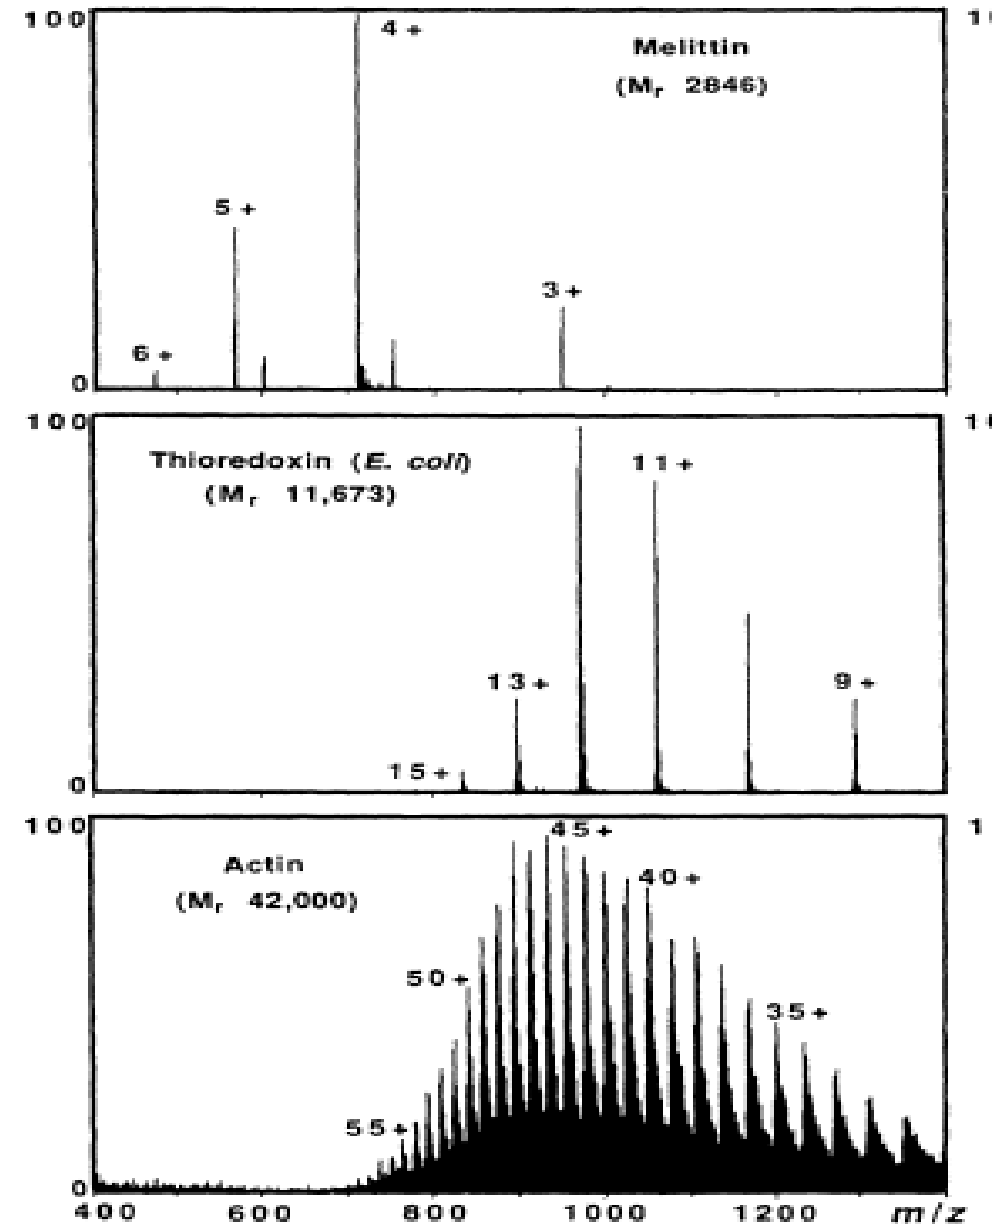 100
4+
Melittin
(Mr 2846)
5+
3+
6+
0
100
Thioredoxin (E. coli)
(Mr 11,673)
11+
13+
9+
15+
0
100
45+
Actin
(Mr 42,000)
40+
50+
35+
55+
0
400 600 800 1000 1200 m/z